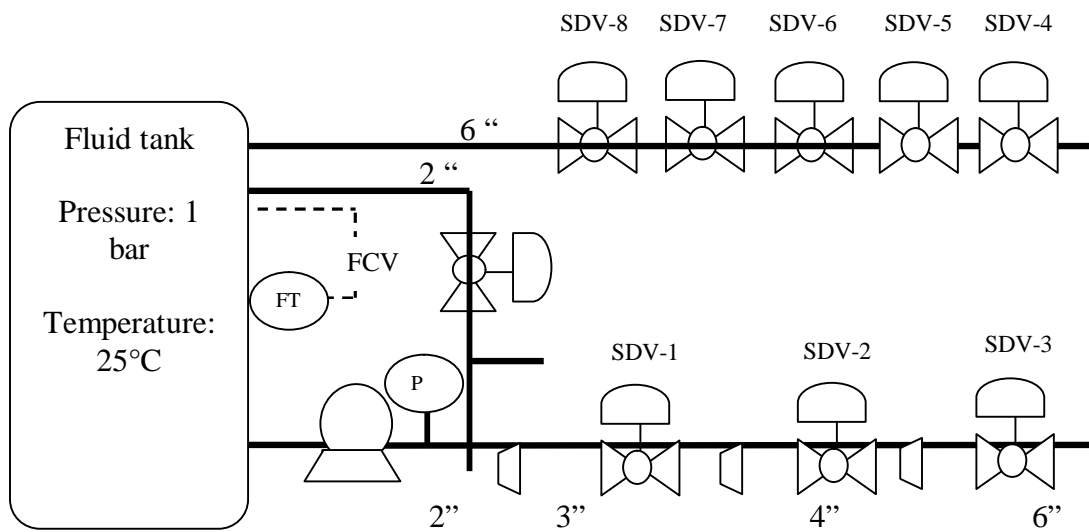 SDV-8 SDV-7 SDV-6 SDV-5 SDV-4
Fluid tank
6 “
2 “
Pressure: 1
bar
FCV
FT
Temperature:
25°C
SDV-1 SDV-2 SDV-3
P
2” 3” 4” 6”